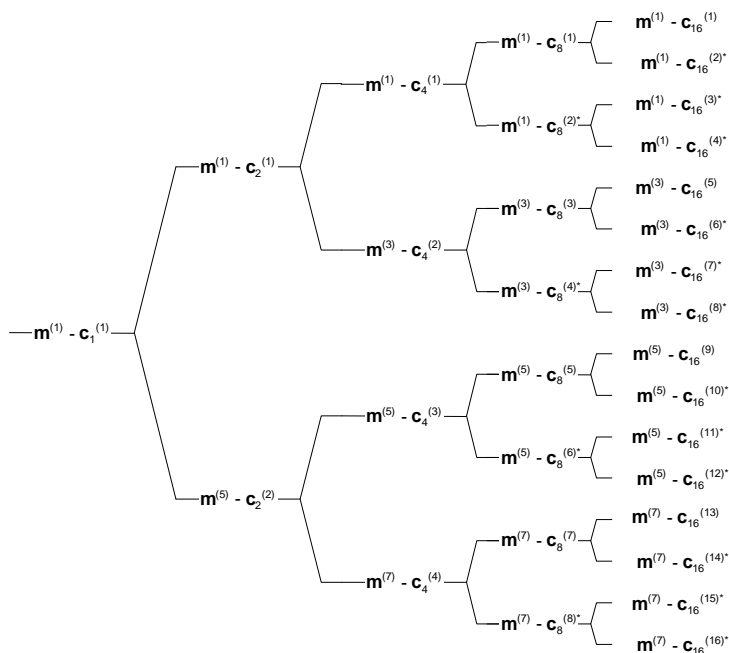 m(1) - c16(1)
m(1) - c8(1)
m(1) - c16(2)*
m(1) - c4(1)
m(1) - c16(3)*
m(1) - c8(2)*
m(1) - c16(4)*
m(1) - c2(1)
m(3) - c16(5)
m(3) - c8(3)
m(3) - c16(6)*
m(3) - c4(2)
m(3) - c16(7)*
m(3) - c8(4)*
m(3) - c16(8)*
m(1) - c1(1)
m(5) - c16(9)
m(5) - c8(5)
m(5) - c16(10)*
m(5) - c4(3)
m(5) - c16(11)*
m(5) - c8(6)*
m(5) - c16(12)*
m(5) - c2(2)
m(7) - c16(13)
m(7) - c8(7)
m(7) - c16(14)*
m(7) - c4(4)
m(7) - c16(15)*
m(7) - c8(8)*
m(7) - c16(16)*